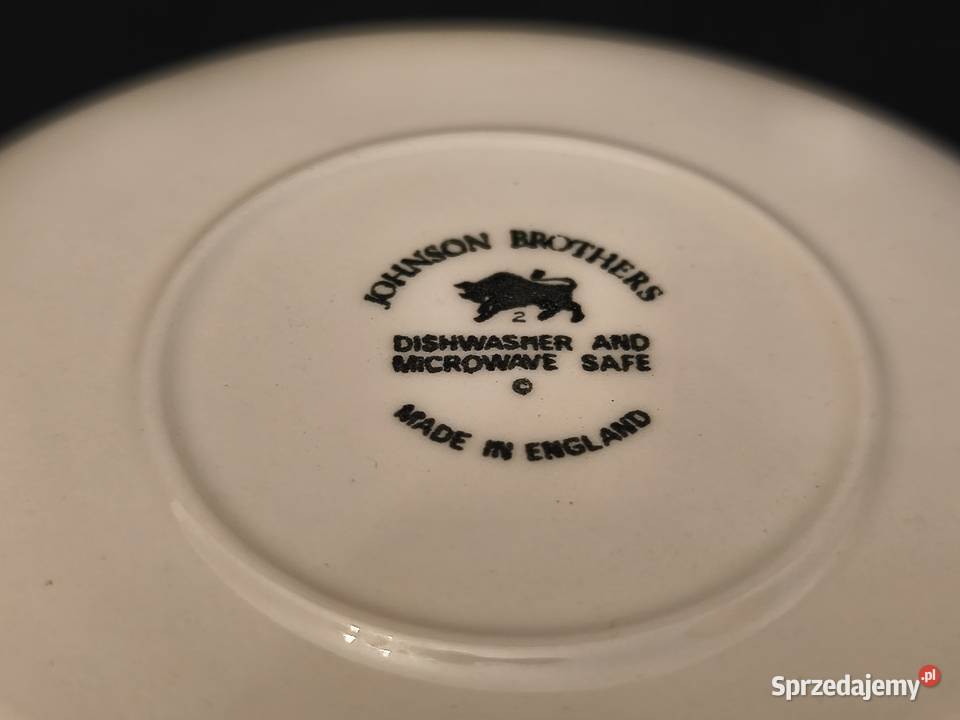 JOHNSON BROTHERS
2
DISHWASHER AND
MICROWAVE SAFE
©
MADE IN ENGLAND
Sprzedajemy.pl